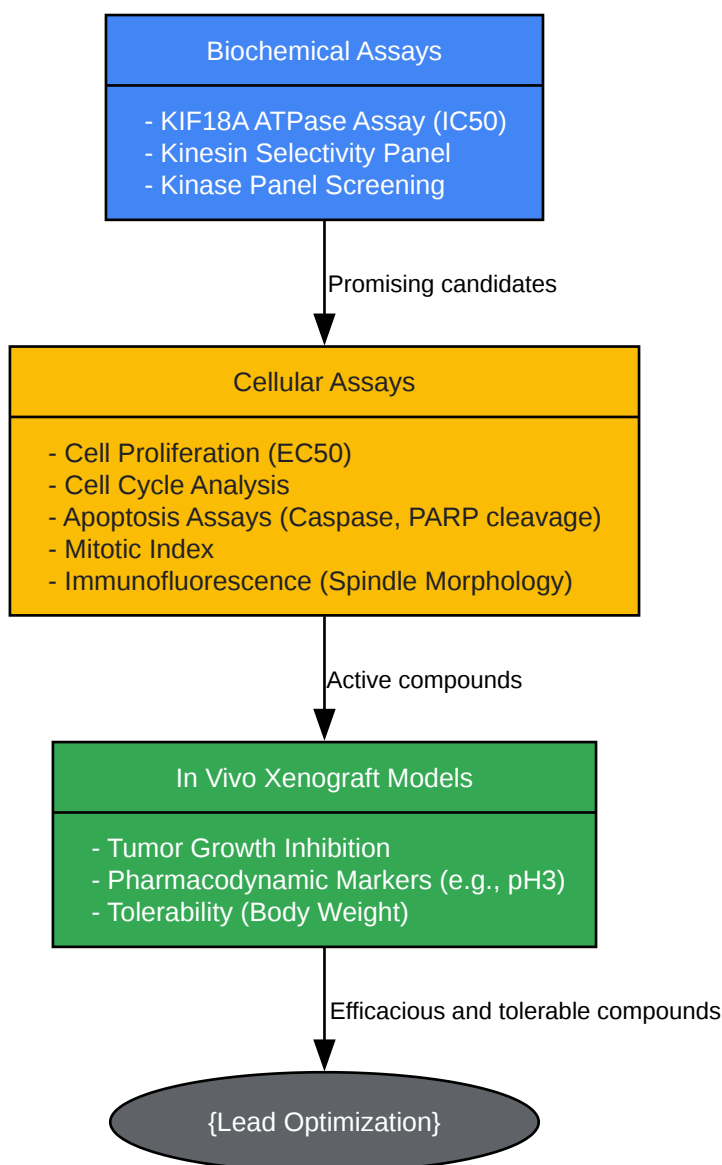 Biochemical Assays
- KIF18A ATPase Assay (IC50)
- Kinesin Selectivity Panel
- Kinase Panel Screening
Promising candidates
Cellular Assays
- Cell Proliferation (EC50)
- Cell Cycle Analysis
- Apoptosis Assays (Caspase, PARP cleavage)
- Mitotic Index
- Immunofluorescence (Spindle Morphology)
Active compounds
In Vivo Xenograft Models
- Tumor Growth Inhibition
- Pharmacodynamic Markers (e.g., pH3)
- Tolerability (Body Weight)
Efficacious and tolerable compounds
{Lead Optimization}